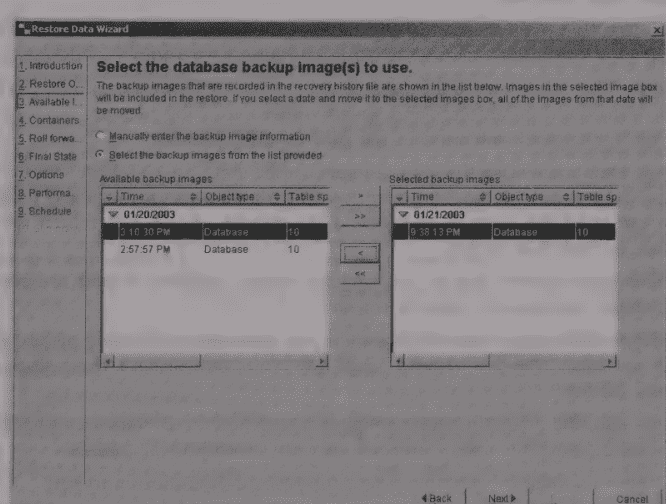 Restore Data Wizard
1. Introduction
2. Restore O...
3. Available I...
4. Containers
5. Roll forwa...
6. Final State
7. Options
8. Performa...
9. Schedule
Select the database backup image(s) to use.
The backup images that are recorded in the recovery history file are shown in the list below. Images in the selected image box
will be included in the restore. If you select a date and move it to the selected images box, all of the images from that date will
be moved.
Manually enter the backup image information
Select the backup images from the list provided
Available backup images
Time Object type Table sp
01/20/2003
3:10:30 PM Database 10
2:57:57 PM Database 10
>
>>
<
<<
Selected backup images
Time Object type Table sp
01/21/2003
9:38:13 PM Database 10
Back Next Cancel